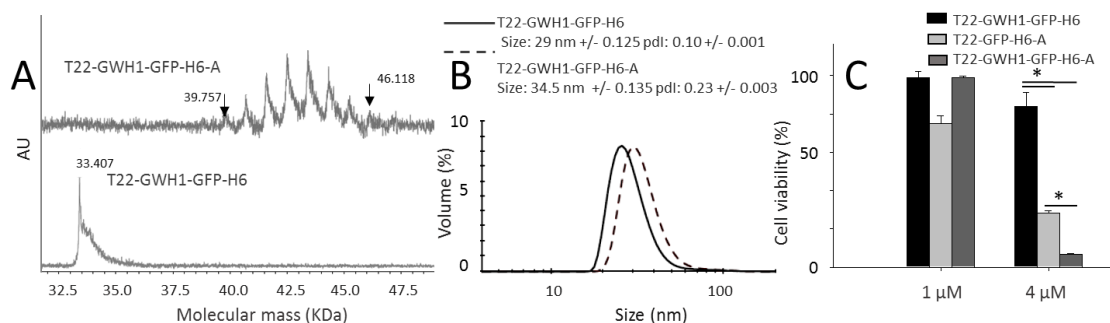 A
T22-GWH1-GFP-H6-A
39.757
46.118
33.407
T22-GWH1-GFP-H6
AU
32.5 35.0 37.5 40.0 42.5 45.0 47.5
Molecular mass (KDa)
B
T22-GWH1-GFP-H6
Size: 29 nm +/- 0.125 pdI: 0.10 +/- 0.001
T22-GWH1-GFP-H6-A
Size: 34.5 nm +/- 0.135 pdI: 0.23 +/- 0.003
10
5
0
Volume (%)
10 100
Size (nm)
C
T22-GWH1-GFP-H6
T22-GFP-H6-A
T22-GWH1-GFP-H6-A
100
50
0
Cell viability (%)
*
*
1 μM 4 μM